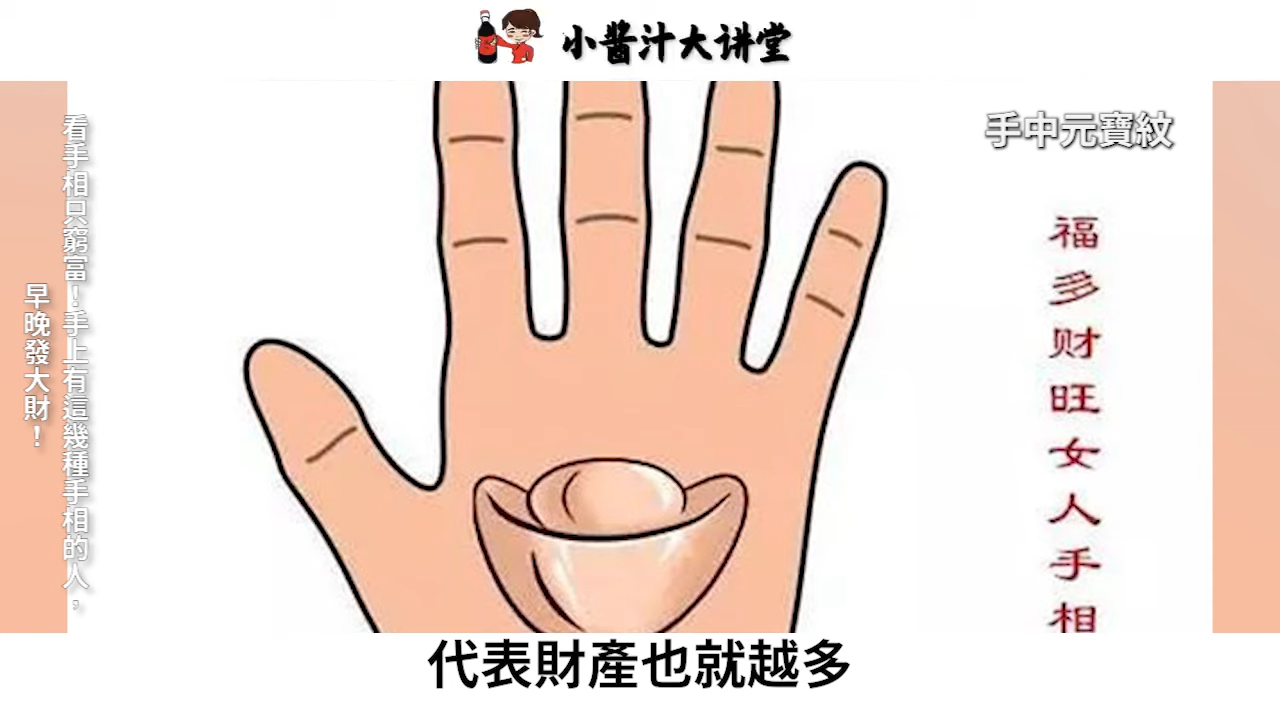 小醬汁大讲堂
手中元寶紋
福多财旺女人手相
看手相只窮富！手上有這幾種手相的人，
早晚發大財！
代表財產也就越多